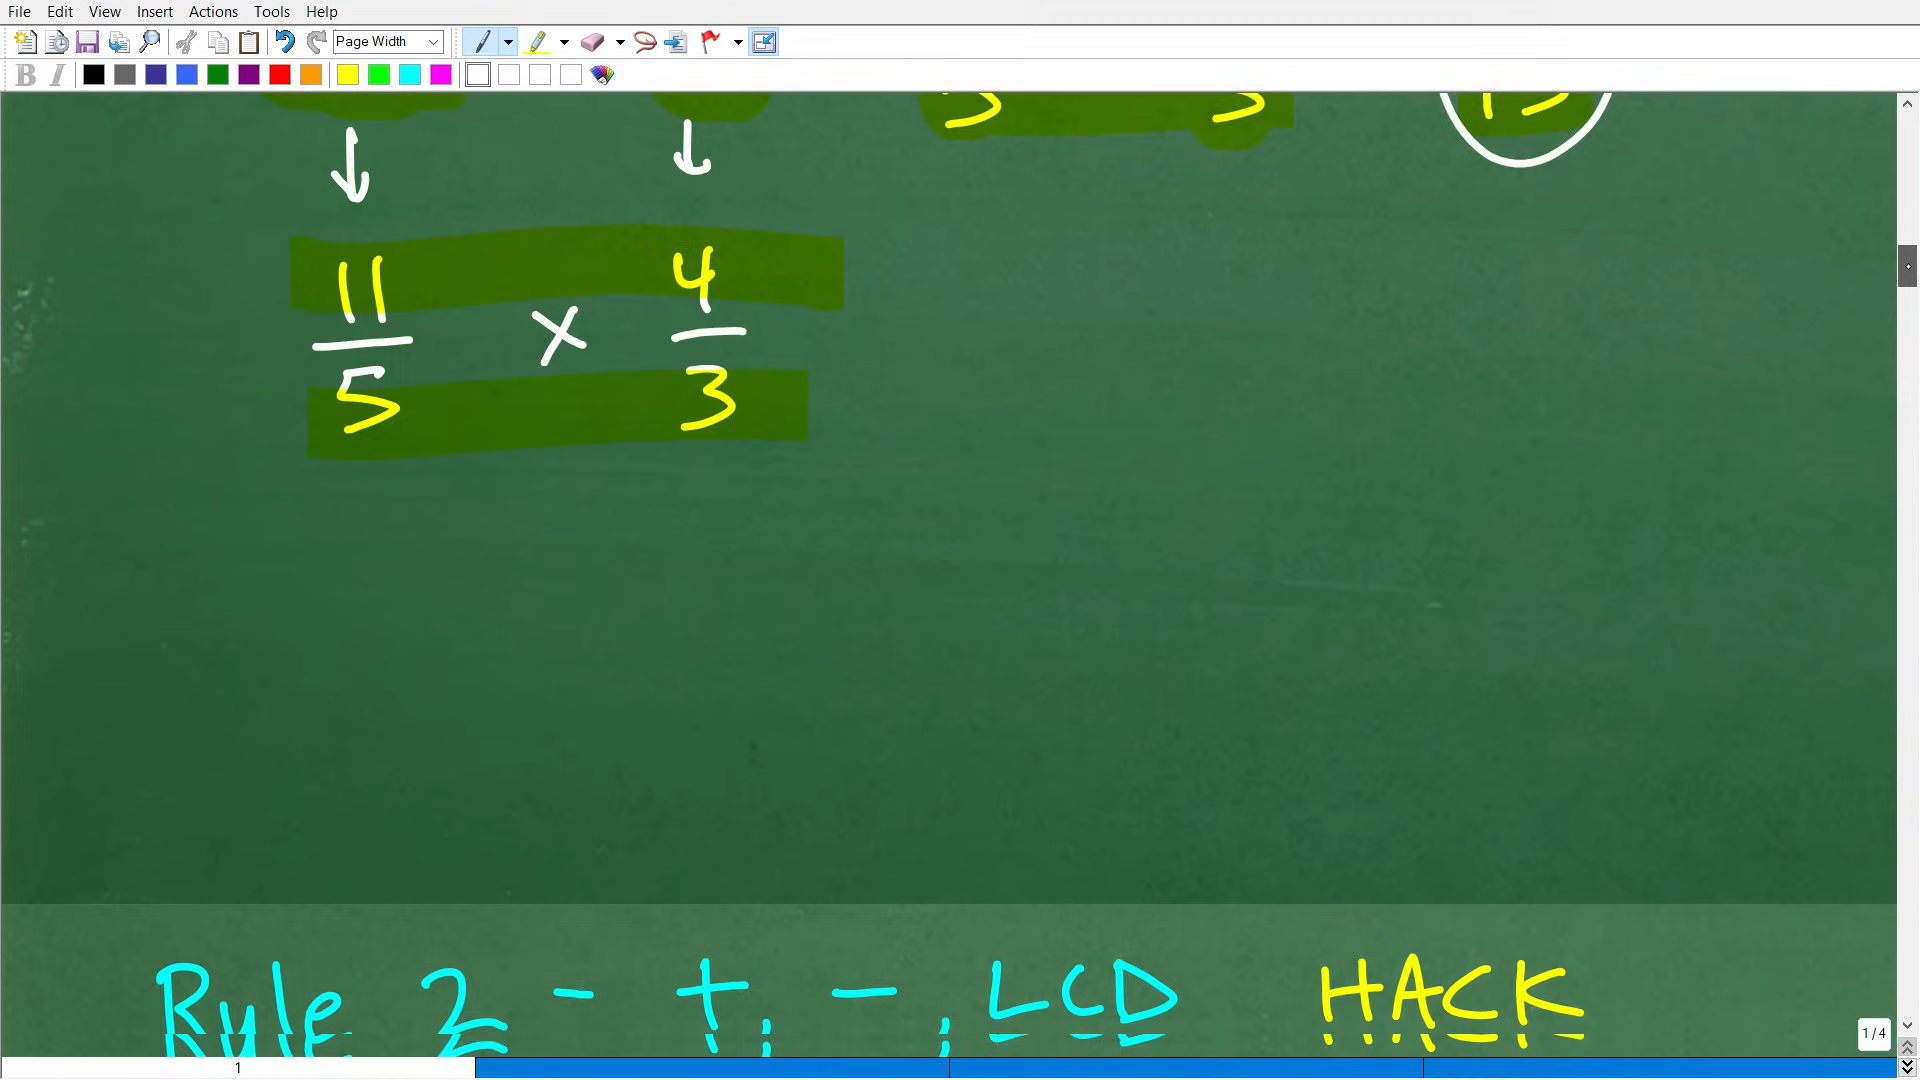 File Edit View Insert Actions Tools Help
Page Width
B I
11 × 4
5 3
Rule 2 - +, -, LCD HACK
1 / 4
1